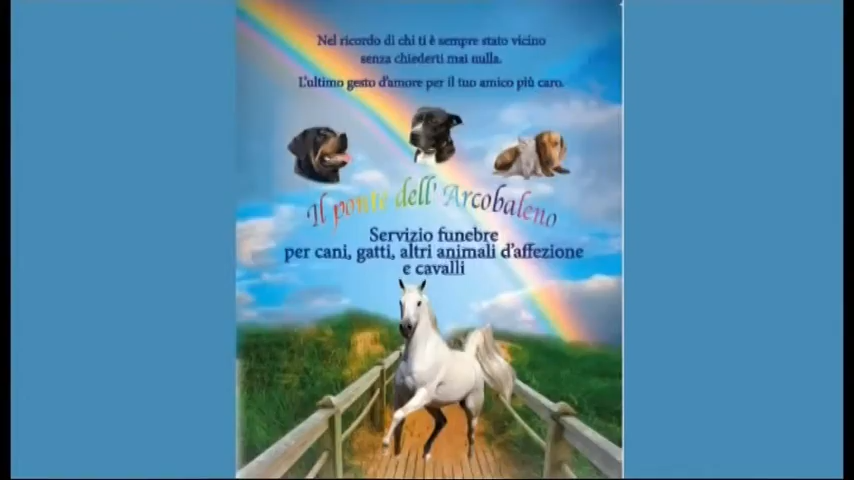 Nel ricordo di chi ti è sempre stato vicino
senza chiederti mai nulla.
L'ultimo gesto d'amore per il tuo amico più caro.
Il ponte dell' Arcobaleno
Servizio funebre
per cani, gatti, altri animali d'affezione
e cavalli